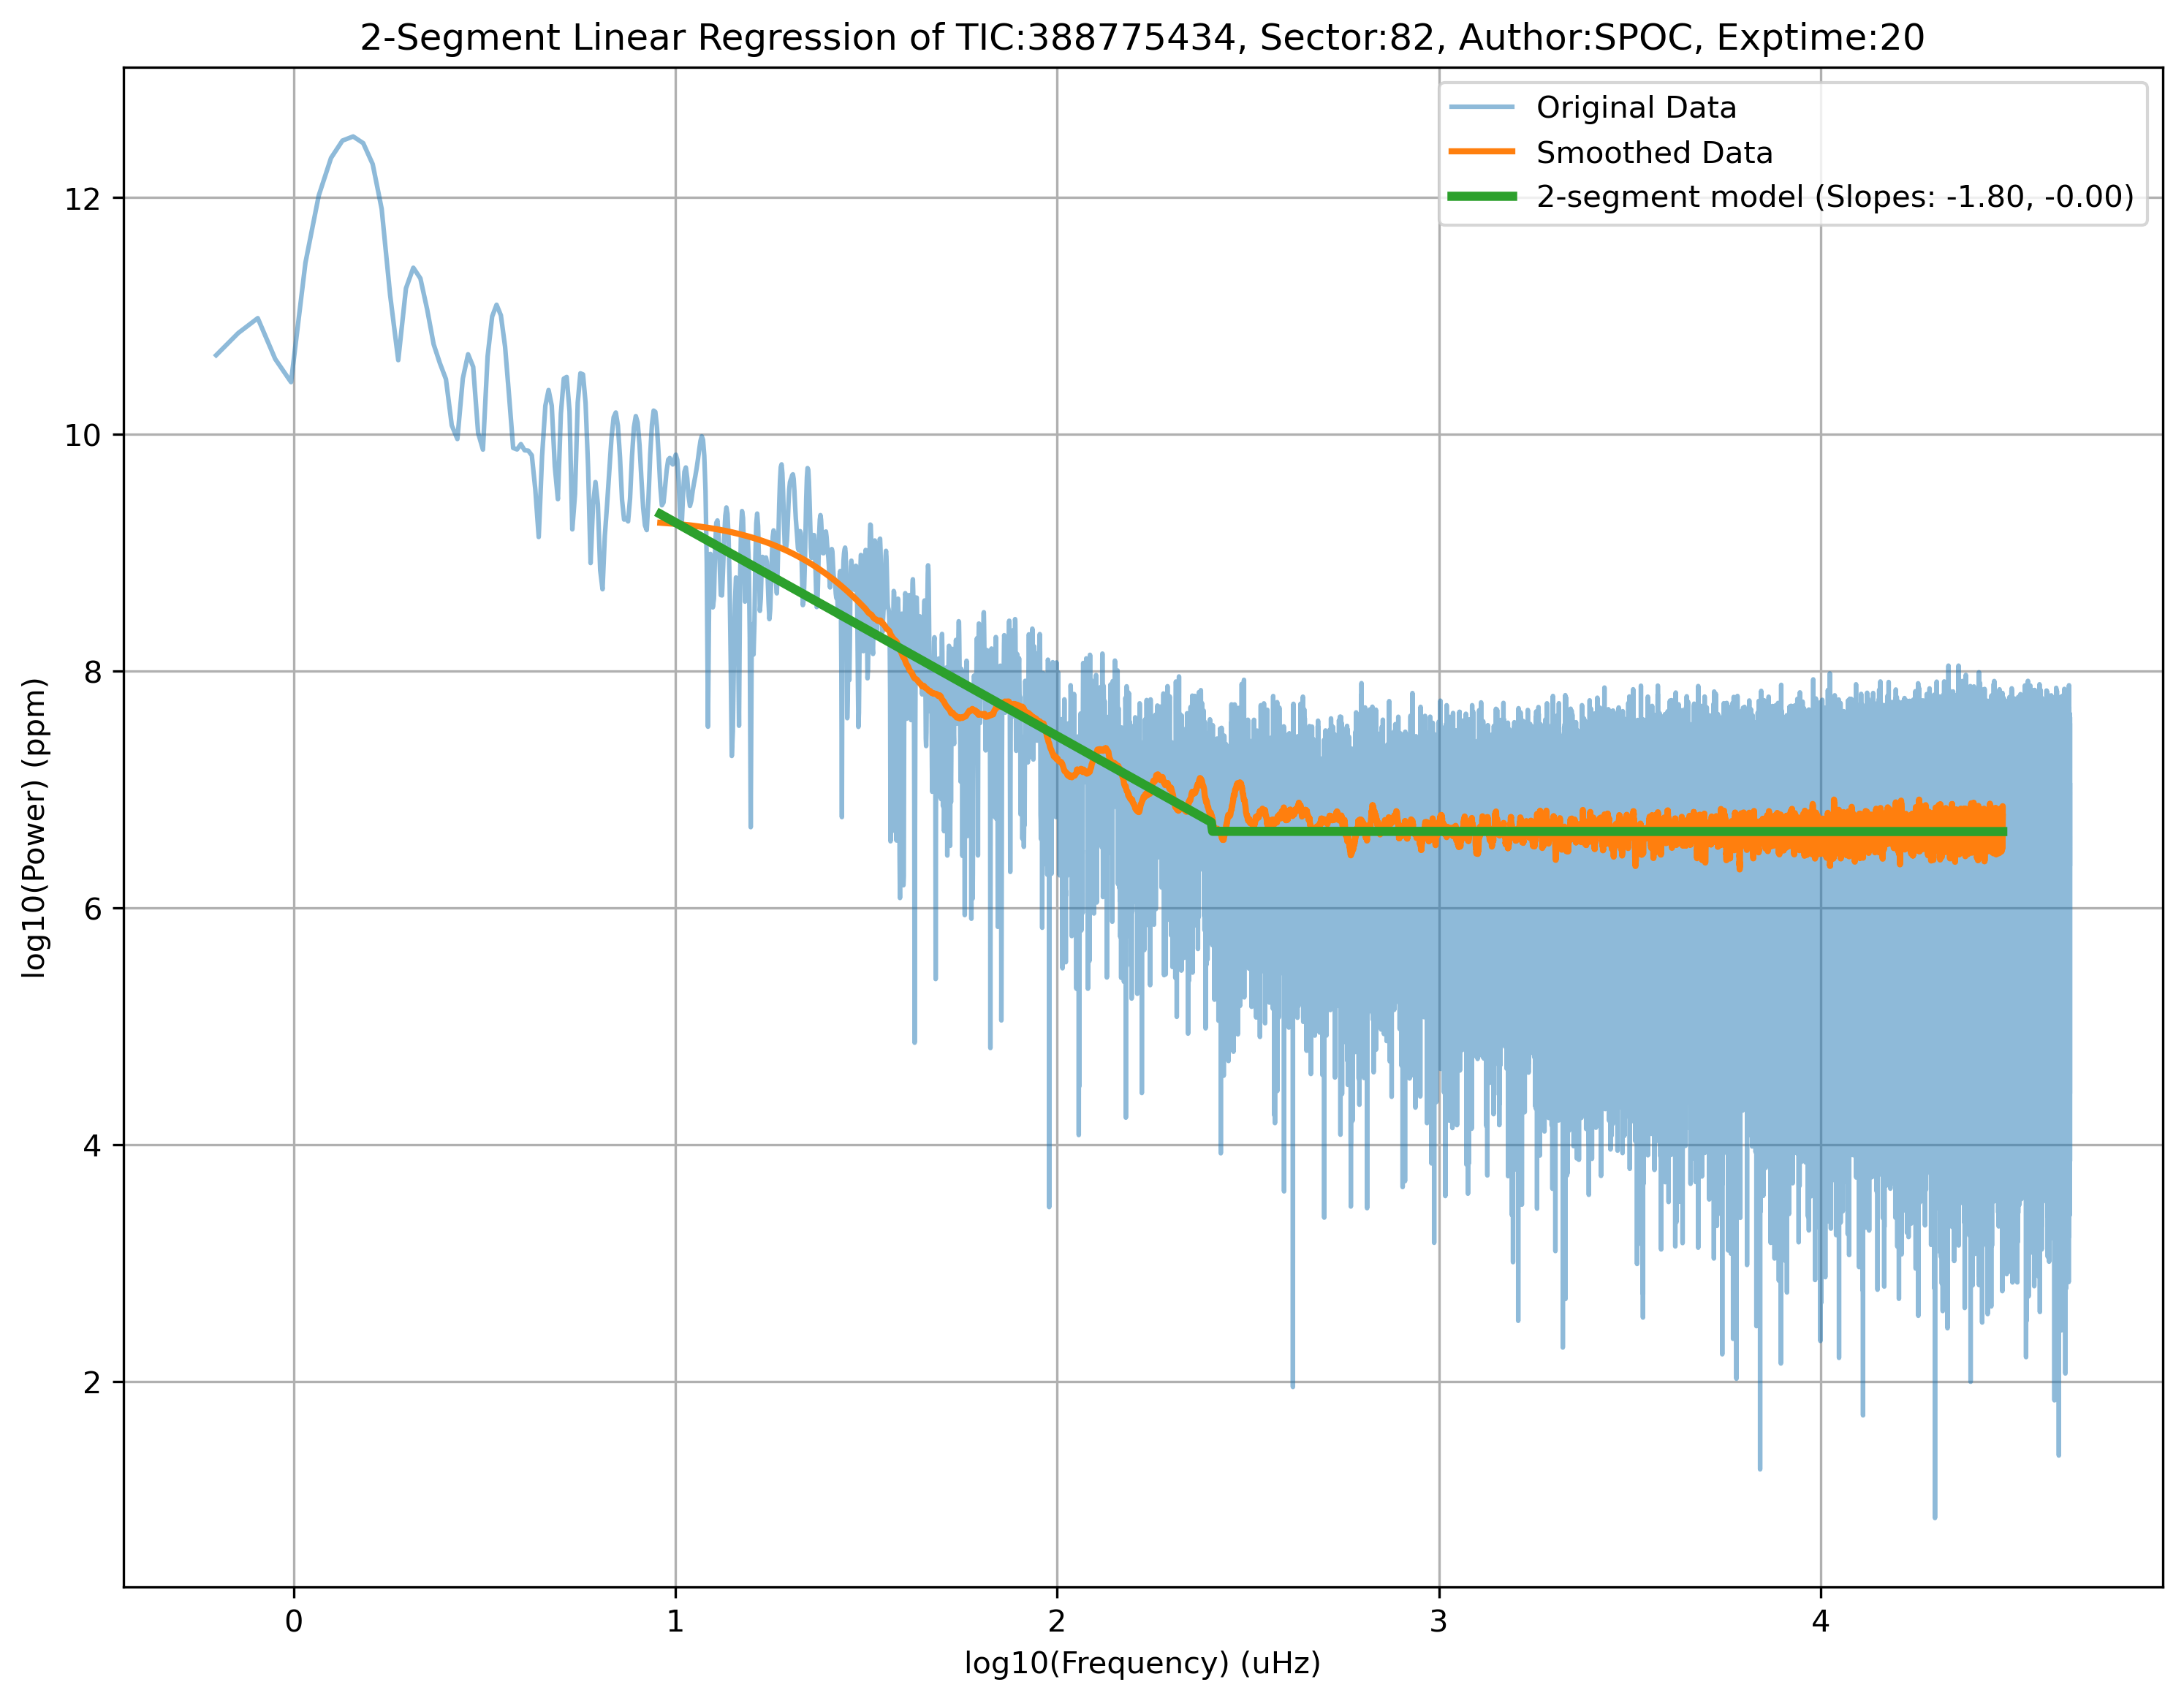 2-Segment Linear Regression of TIC:388775434, Sector:82, Author:SPOC, Exptime:20
Original Data
Smoothed Data
2-segment model (Slopes: -1.80, -0.00)
log10(Power) (ppm)
12
10
8
6
4
2
0
1
2
3
4
log10(Frequency) (uHz)